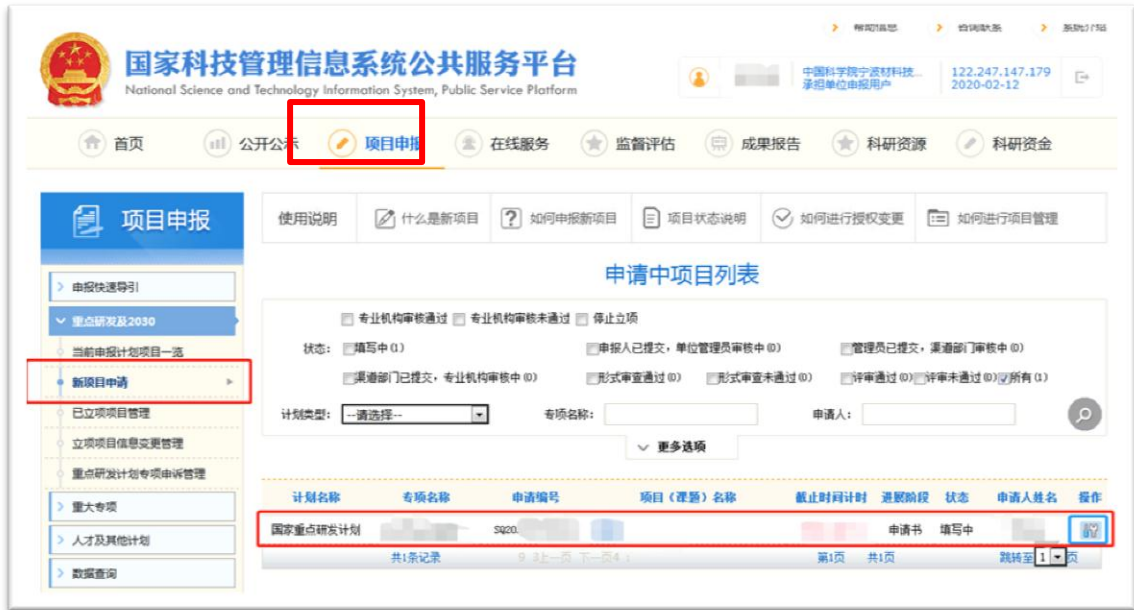 国家科技管理信息系统公共服务平台
National Science and Technology Information System, Public Service Platform
中国科学院宁波材料科技...
承担单位申报用户
122.247.147.179
2020-02-12
首页 公开公示 项目申报 在线服务 监督评估 成果报告 科研资源 科研资金
项目申报
使用说明 什么是新项目 如何申报新项目 项目状态说明 如何进行授权变更 如何进行项目管理
申请中项目列表
申报快速导引
重点研发及2030
当前申报计划项目一览
新项目申请
已立项项目管理
立项项目信息变更管理
重点研发计划专项申诉管理
重大专项
人才及其他计划
数据查询
专业机构审核通过 专业机构审核未通过 停止立项
状态: 填写中(1) 申报人已提交，单位管理员审核中(0) 管理员已提交，渠道部门审核中(0)
渠道部门已提交，专业机构审核中(0) 形式审查通过(0) 形式审查未通过(0) 评审通过(0) 评审未通过(0) 所有(1)
计划类型: --请选择-- 专项名称: 申请人:
更多选项
计划名称 专项名称 申请编号 项目（课题）名称 截止时间计时 进展阶段 状态 申请人姓名 操作
国家重点研发计划 SQ20 申请书 填写中
共1条记录 上一页 下一页 第1页 共1页 跳转至 1 页